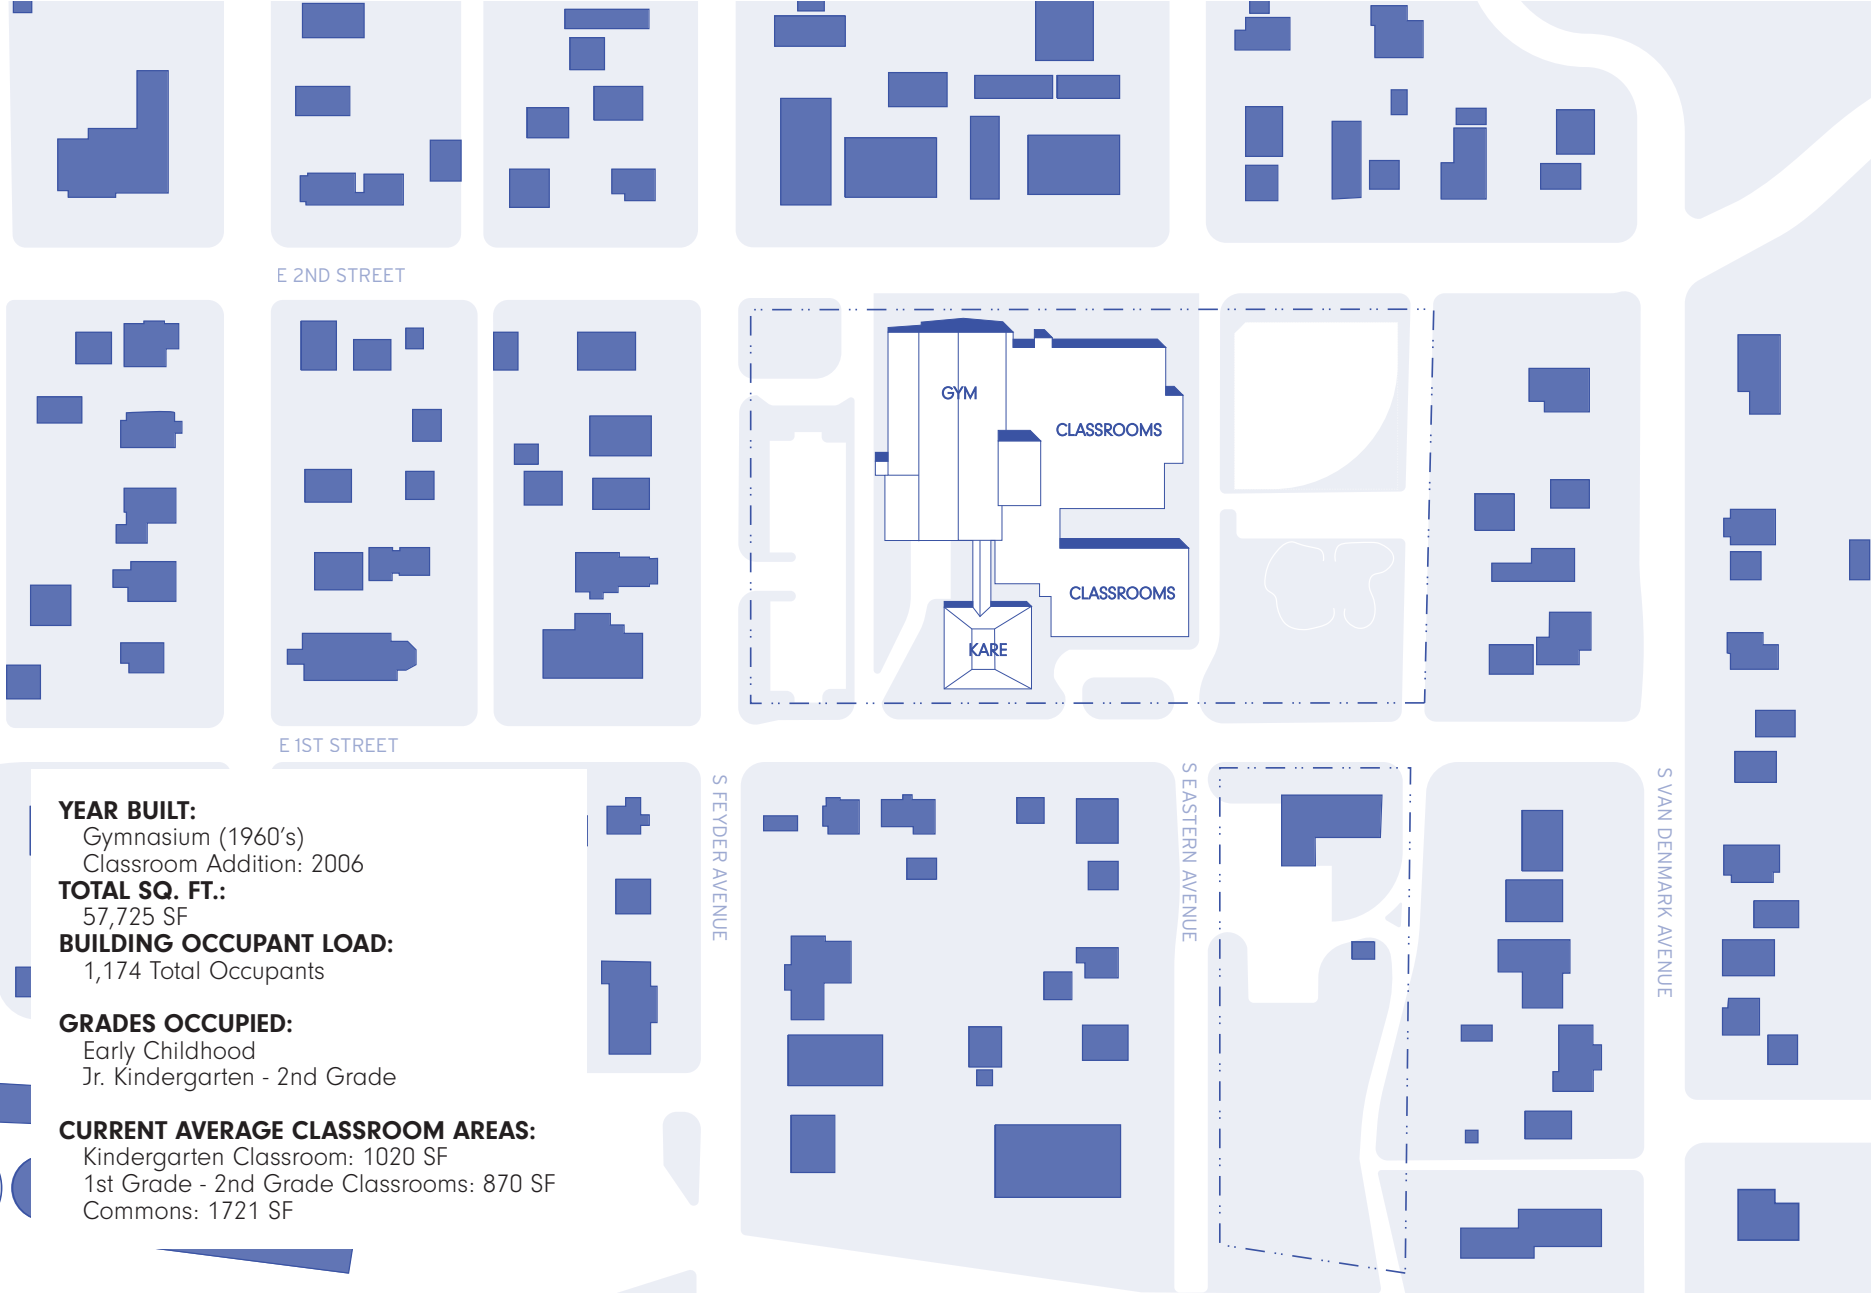 E 2ND STREET
GYM
CLASSROOMS
CLASSROOMS
KARE
E 1ST STREET
S FEYDER AVENUE
S EASTERN AVENUE
S VAN DENMARK AVENUE
YEAR BUILT:
Gymnasium (1960's)
Classroom Addition: 2006
TOTAL SQ. FT.:
57,725 SF
BUILDING OCCUPANT LOAD:
1,174 Total Occupants
GRADES OCCUPIED:
Early Childhood
Jr. Kindergarten - 2nd Grade
CURRENT AVERAGE CLASSROOM AREAS:
Kindergarten Classroom: 1020 SF
1st Grade - 2nd Grade Classrooms: 870 SF
Commons: 1721 SF